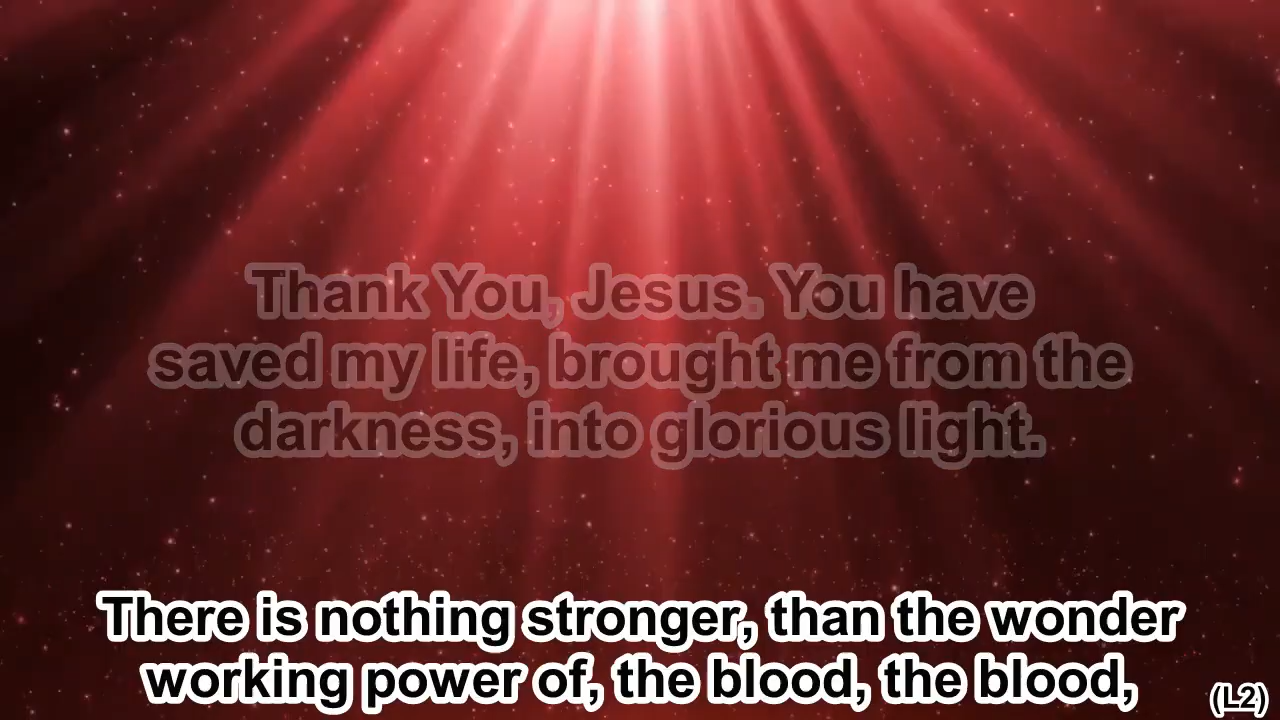 Thank You, Jesus. You have
saved my life, brought me from the
darkness, into glorious light.
There is nothing stronger, than the wonder
working power of, the blood, the blood,
(L2)